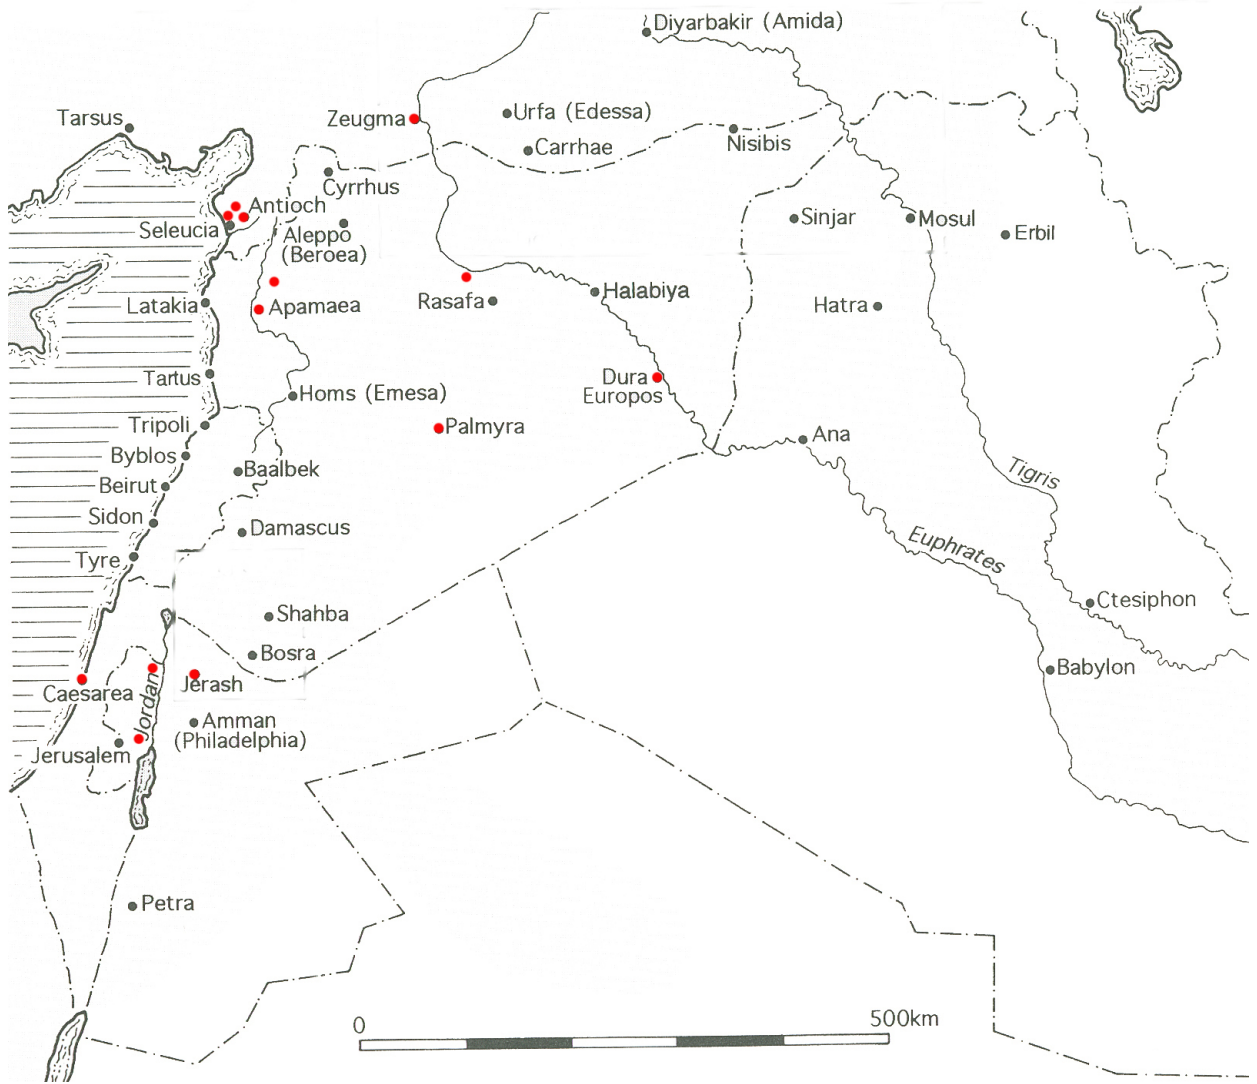 Diyarbakir (Amida)
Tarsus
Zeugma
Urfa (Edessa)
Carrhae
Nisibis
Cyrrhus
Antioch
Seleucia
Aleppo
(Beroea)
Sinjar
Mosul
Erbil
Latakia
Apamaea
Rasafa
Halabiya
Hatra
Tartus
Homs (Emesa)
Dura
Europos
Tripoli
Palmyra
Ana
Byblos
Baalbek
Beirut
Tigris
Sidon
Damascus
Euphrates
Tyre
Ctesiphon
Shahba
Bosra
Babylon
Caesarea
Jordan
Jerash
Amman
(Philadelphia)
Jerusalem
Petra
0
500km